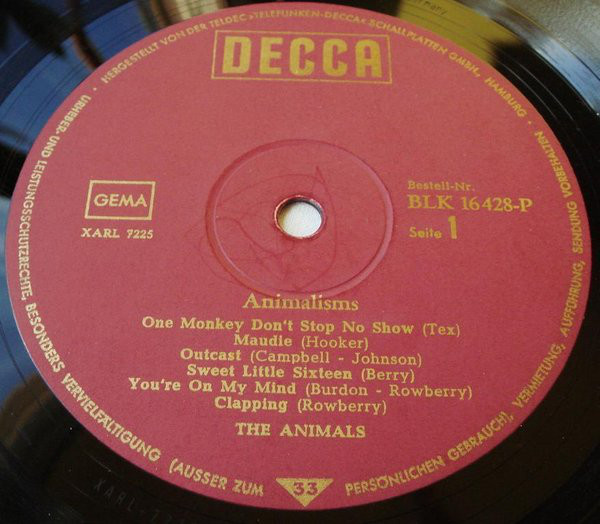 HERGESTELLT VON DER TELDEC »TELEFUNKEN-DECCA« SCHALLPLATTEN GMBH, HAMBURG ·
URHEBER- UND LEISTUNGSSCHUTZRECHTE, BESONDERS VERVIELFÄLTIGUNG (AUSSER ZUM PERSÖNLICHEN GEBRAUCH), VERMIETUNG, AUFFÜHRUNG, SENDUNG VORBEHALTEN ·
DECCA
GEMA
XARL 7225
Bestell-Nr.
BLK 16 428-P
Seite 1
Animalisms
One Monkey Don't Stop No Show (Tex)
Maudie (Hooker)
Outcast (Campbell - Johnson)
Sweet Little Sixteen (Berry)
You're On My Mind (Burdon - Rowberry)
Clapping (Rowberry)
THE ANIMALS
33